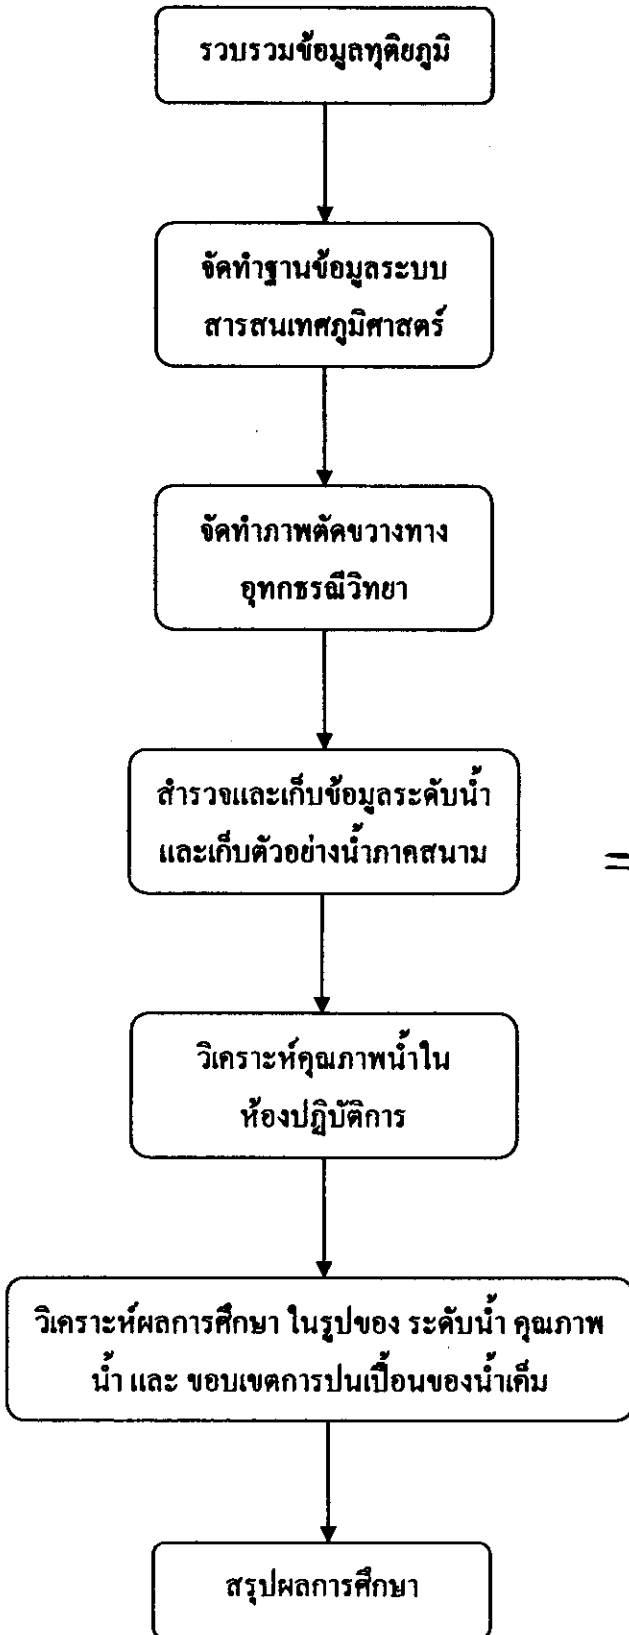 รวบรวมข้อมูลทุติยภูมิ
จัดทำฐานข้อมูลระบบ
สารสนเทศภูมิศาสตร์
จัดทำภาพตัดขวางทาง
อุทกธรณีวิทยา
สำรวจและเก็บข้อมูลระดับน้ำ
และเก็บตัวอย่างน้ำภาคสนาม
=
วิเคราะห์คุณภาพน้ำใน
ห้องปฏิบัติการ
วิเคราะห์ผลการศึกษา ในรูปของ ระดับน้ำ คุณภาพ
น้ำ และ ขอบเขตการปนเปื้อนของน้ำเค็ม
สรุปผลการศึกษา